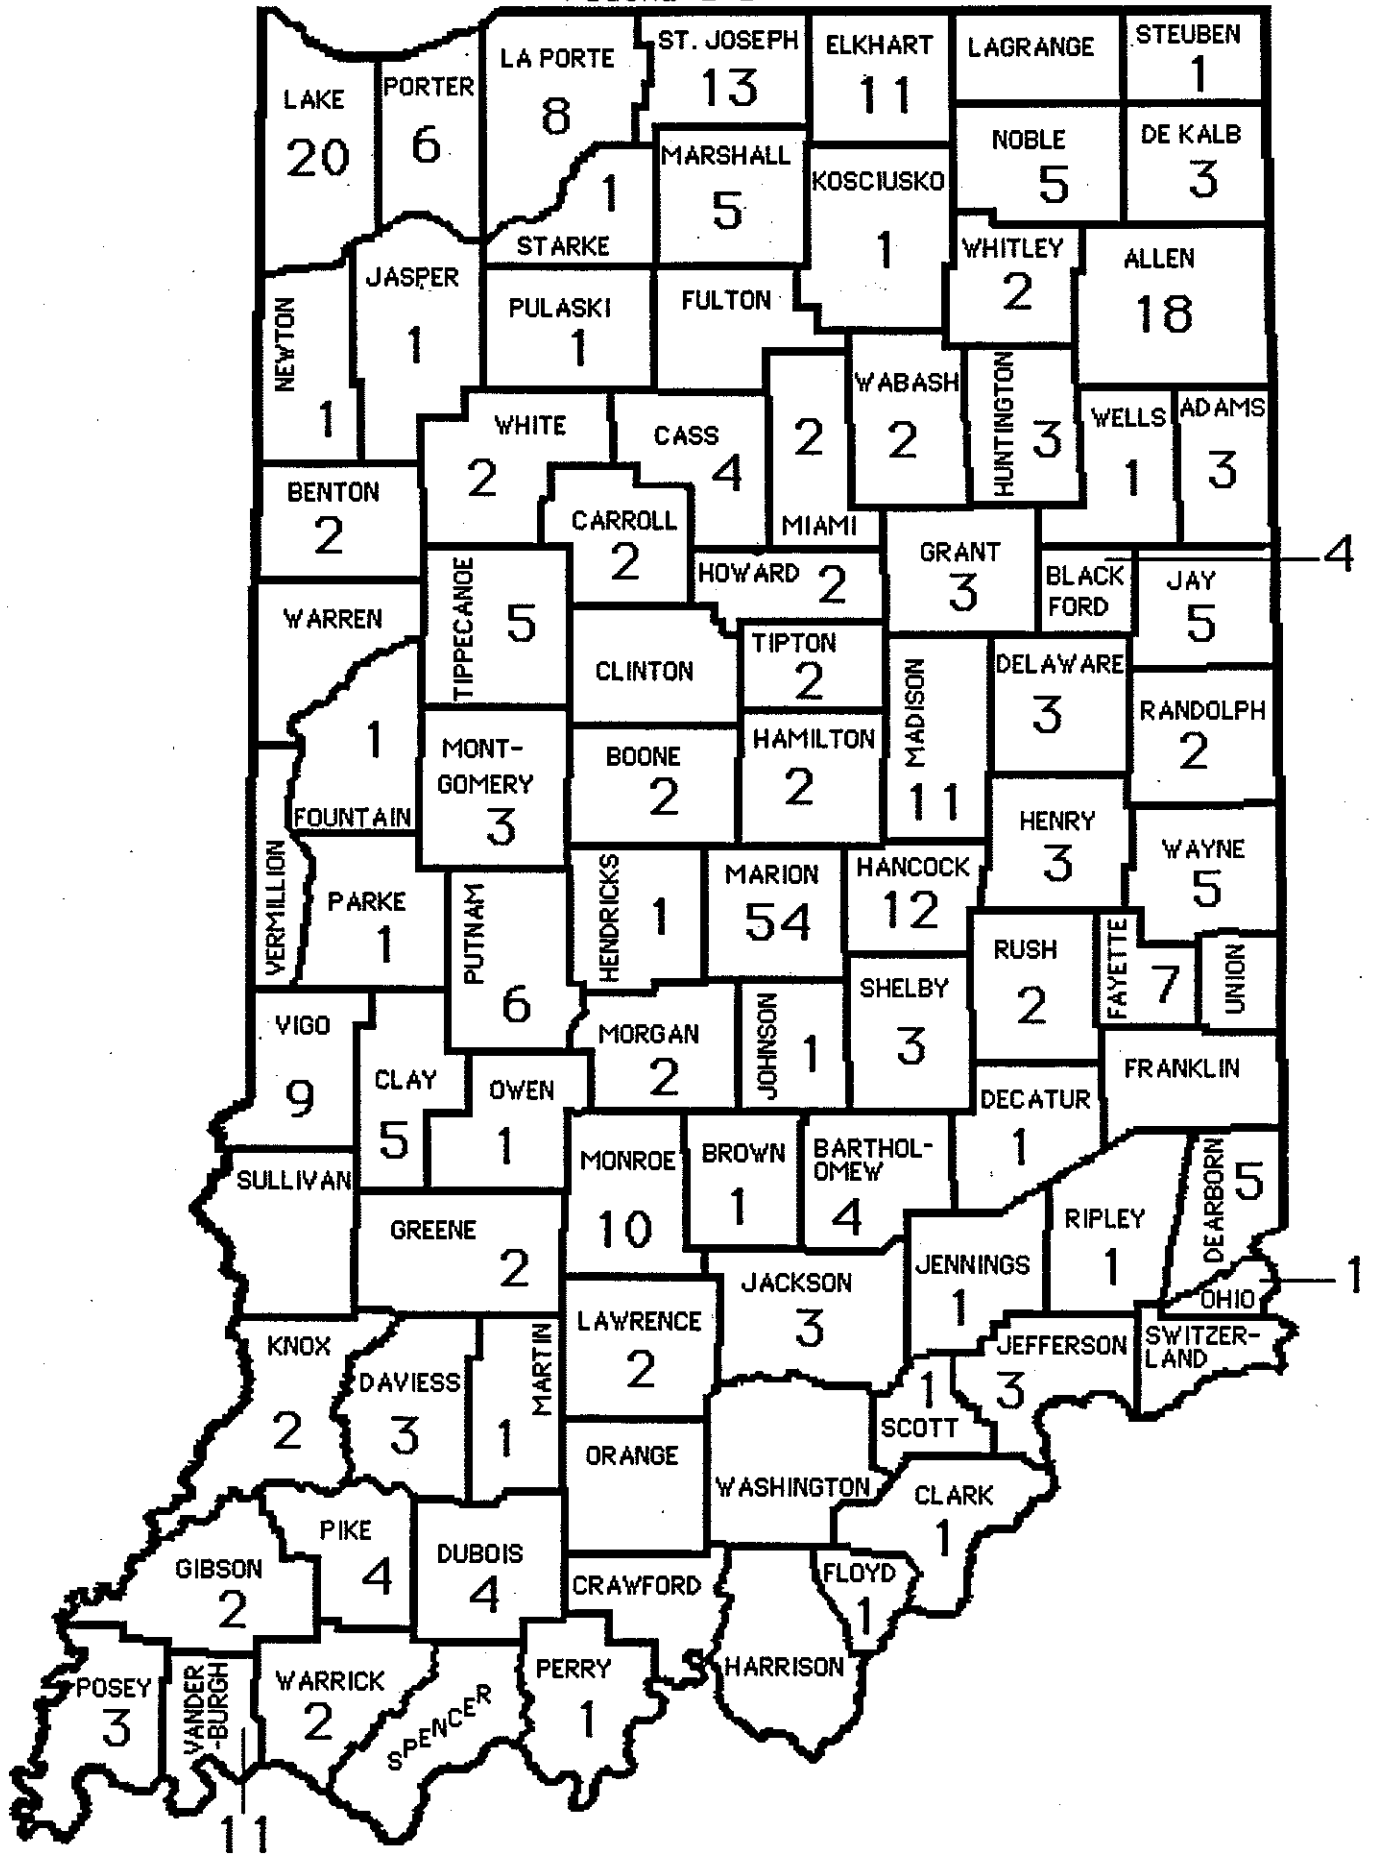 LAKE
20
PORTER
6
LA PORTE
8
ST. JOSEPH
13
ELKHART
11
LAGRANGE
STEUBEN
1
STARKE
1
MARSHALL
5
KOSCIUSKO
1
NOBLE
5
DE KALB
3
NEWTON
1
JASPER
1
PULASKI
1
FULTON
WHITLEY
2
ALLEN
18
WHITE
2
CASS
4
MIAMI
2
WABASH
2
HUNTINGTON
3
WELLS
1
ADAMS
3
BENTON
2
CARROLL
2
HOWARD
2
GRANT
3
BLACK
FORD
4
JAY
5
WARREN
TIPPECANOE
5
CLINTON
TIPTON
2
MADISON
11
DELAWARE
3
RANDOLPH
2
FOUNTAIN
1
MONT-
GOMERY
3
BOONE
2
HAMILTON
2
HENRY
3
WAYNE
5
VERMILLION
PARKE
1
PUTNAM
6
HENDRICKS
1
MARION
54
HANCOCK
12
RUSH
2
FAYETTE
7
UNION
VIGO
9
CLAY
5
OWEN
1
MORGAN
2
JOHNSON
1
SHELBY
3
DECATUR
1
FRANKLIN
SULLIVAN
GREENE
2
MONROE
10
BROWN
1
BARTHOL-
OMEW
4
JENNINGS
1
RIPLEY
1
DEARBORN
5
OHIO
1
KNOX
2
DAVIESS
3
MARTIN
1
LAWRENCE
2
JACKSON
3
SCOTT
1
JEFFERSON
3
SWITZER-
LAND
ORANGE
WASHINGTON
CLARK
1
GIBSON
2
PIKE
4
DUBOIS
4
CRAWFORD
FLOYD
1
HARRISON
POSEY
3
VANDER
-BURGH
11
WARRICK
2
SPENCER
PERRY
1